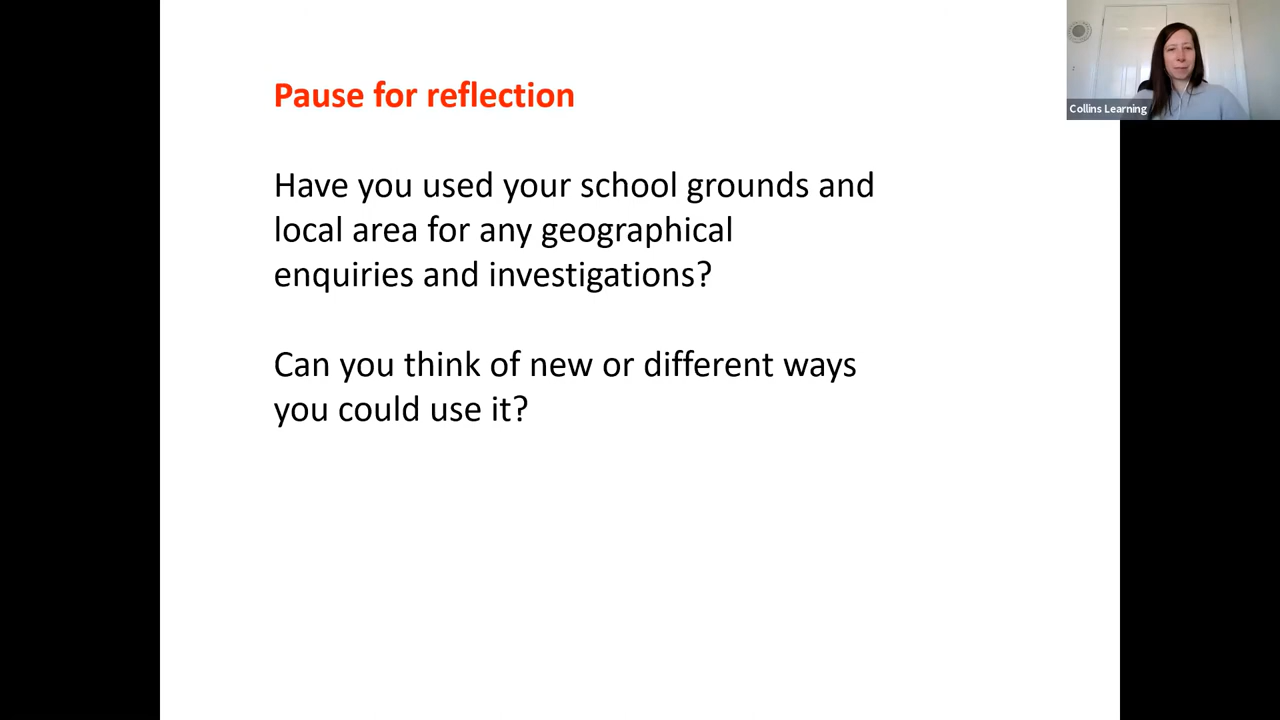 Pause for reflection
Have you used your school grounds and
local area for any geographical
enquiries and investigations?
Can you think of new or different ways
you could use it?
Collins Learning